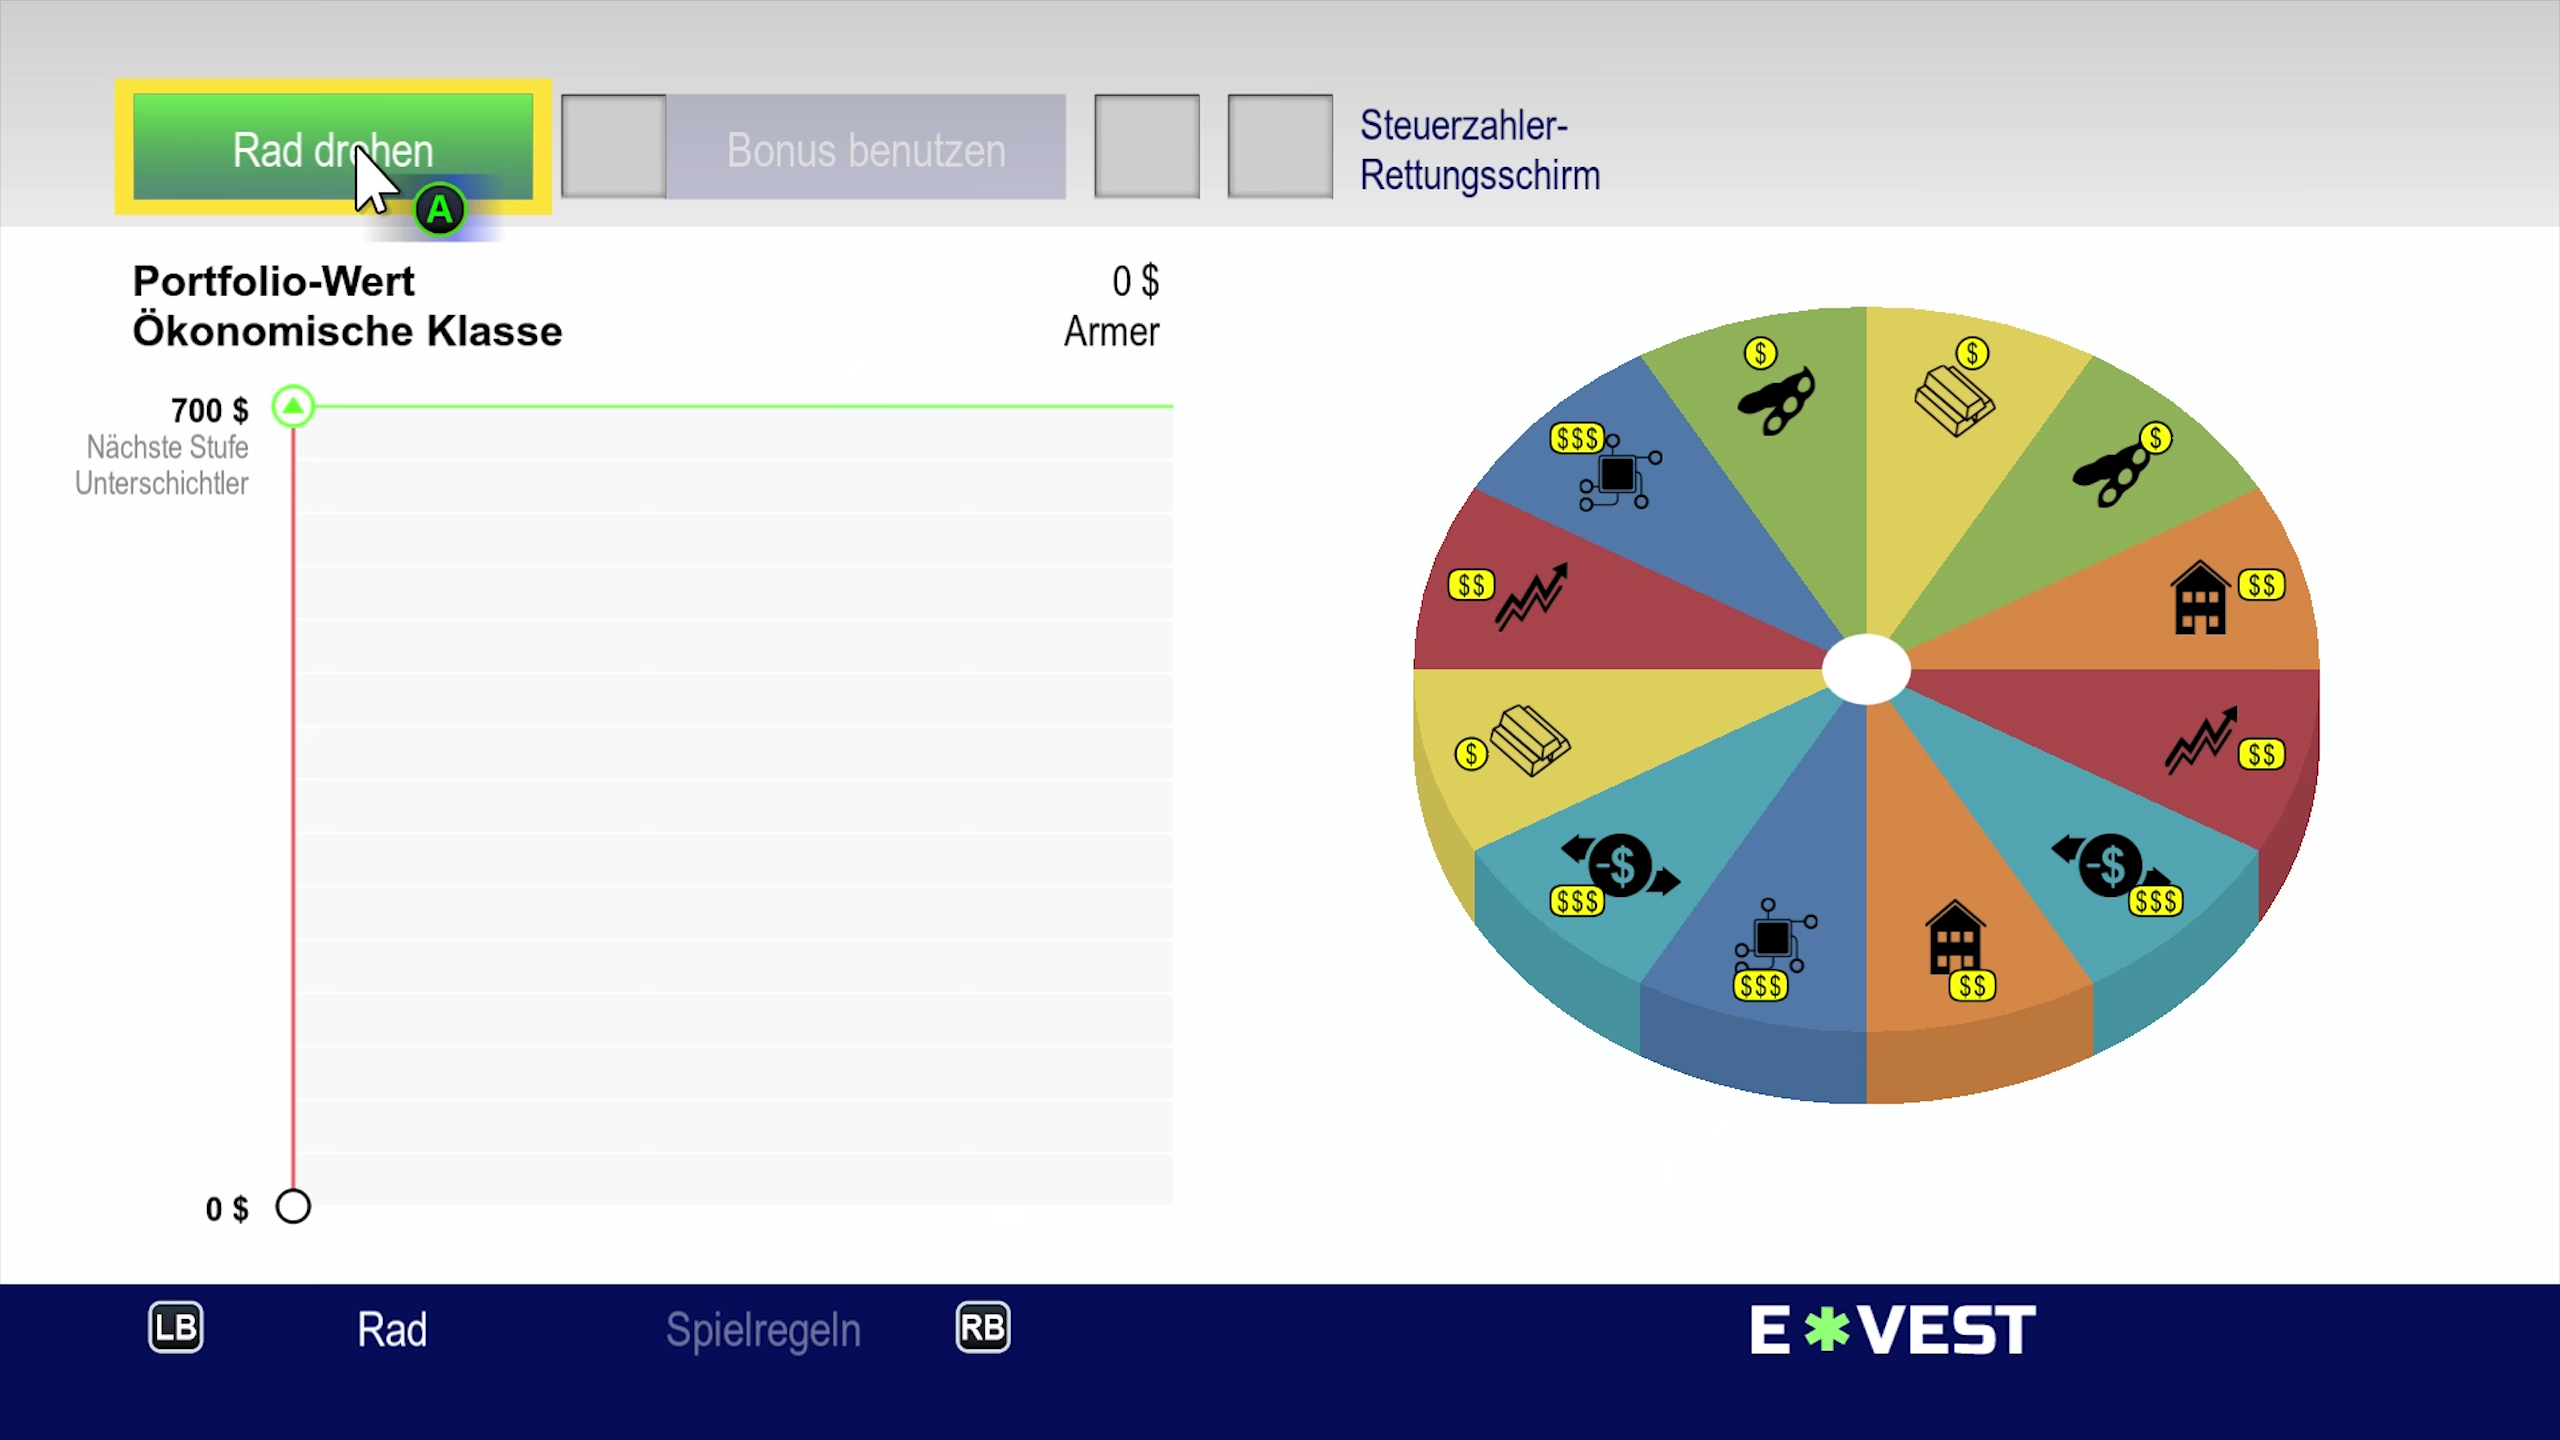 Rad drehen
A
Bonus benutzen
Steuerzahler-
Rettungsschirm
Portfolio-Wert 0 $
Ökonomische Klasse Armer
700 $
Nächste Stufe
Unterschichtler
0 $
$ $
$$$ $
$$ $$
$ $$
-$ -$
$$$ $$$
$$$ $$
LB Rad Spielregeln RB
E*VEST